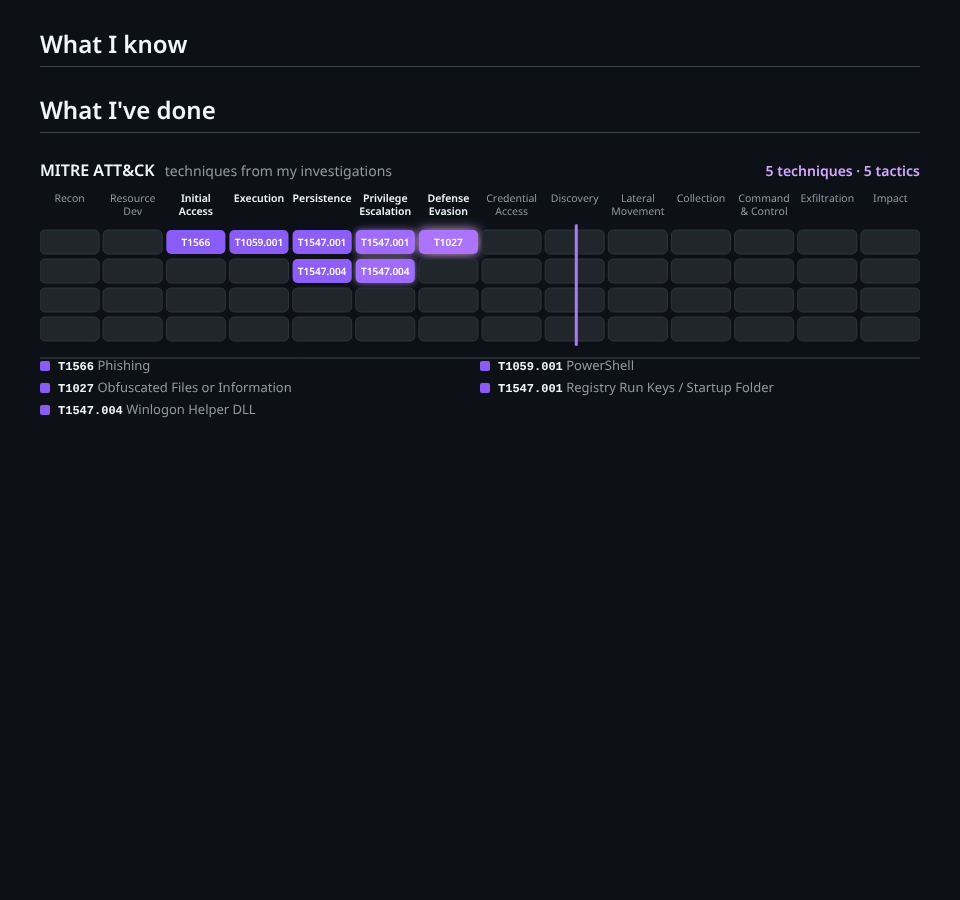 What I know
What I've done
MITRE ATT&CK techniques from my investigations 5 techniques · 5 tactics
Recon Resource Dev Initial Access Execution Persistence Privilege Escalation Defense Evasion Credential Access Discovery Lateral Movement Collection Command & Control Exfiltration Impact
T1566 T1059.001 T1547.001 T1547.001 T1027
T1547.004 T1547.004
T1566 Phishing T1059.001 PowerShell
T1027 Obfuscated Files or Information T1547.001 Registry Run Keys / Startup Folder
T1547.004 Winlogon Helper DLL